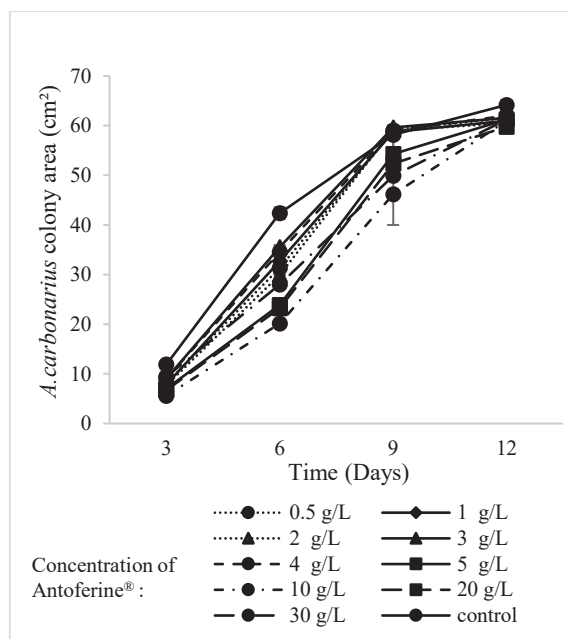 70
60
50
40
30
20
10
0
A.carbonarius colony area (cm²)
3 6 9 12
Time (Days)
Concentration of
Antoferine® :
0.5 g/L 1 g/L
2 g/L 3 g/L
4 g/L 5 g/L
10 g/L 20 g/L
30 g/L control